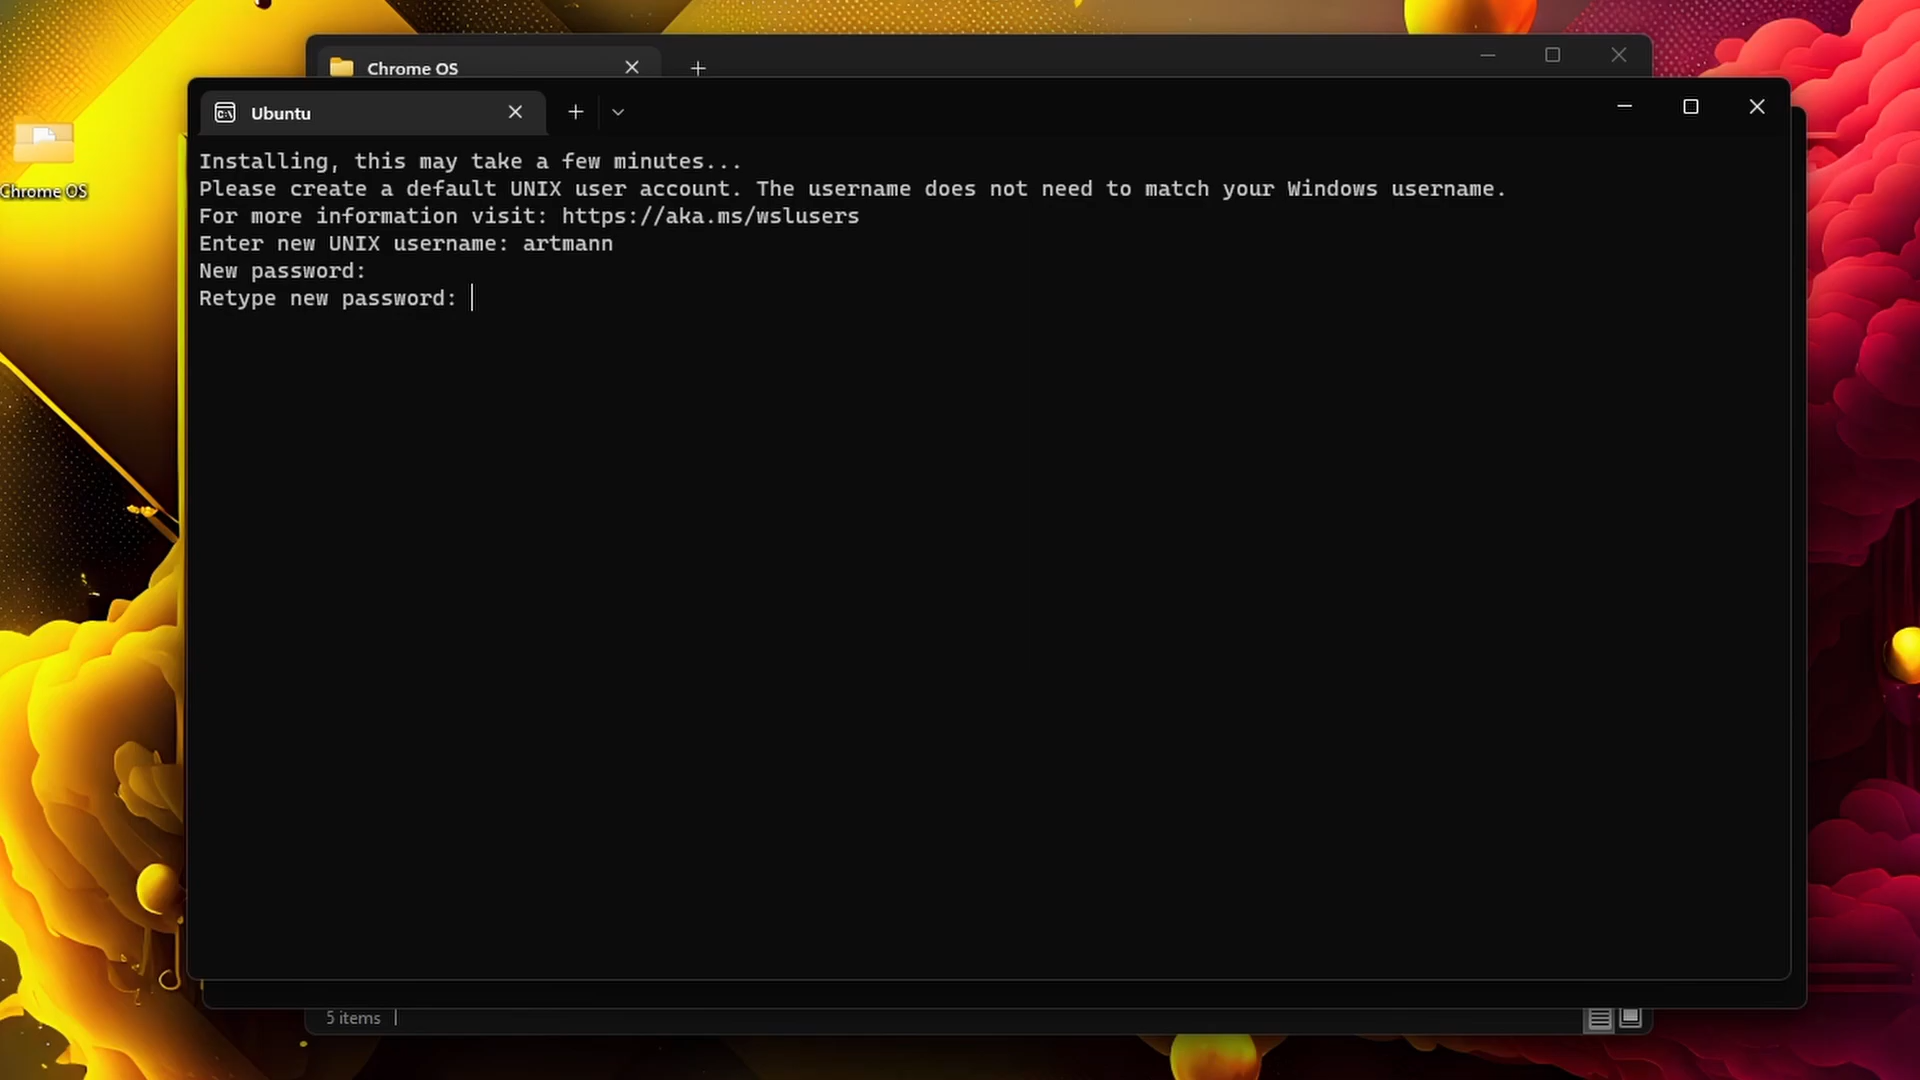 Chrome OS
Ubuntu
Chrome OS
Installing, this may take a few minutes...
Please create a default UNIX user account. The username does not need to match your Windows username.
For more information visit: https://aka.ms/wslusers
Enter new UNIX username: artmann
New password:
Retype new password:
5 items